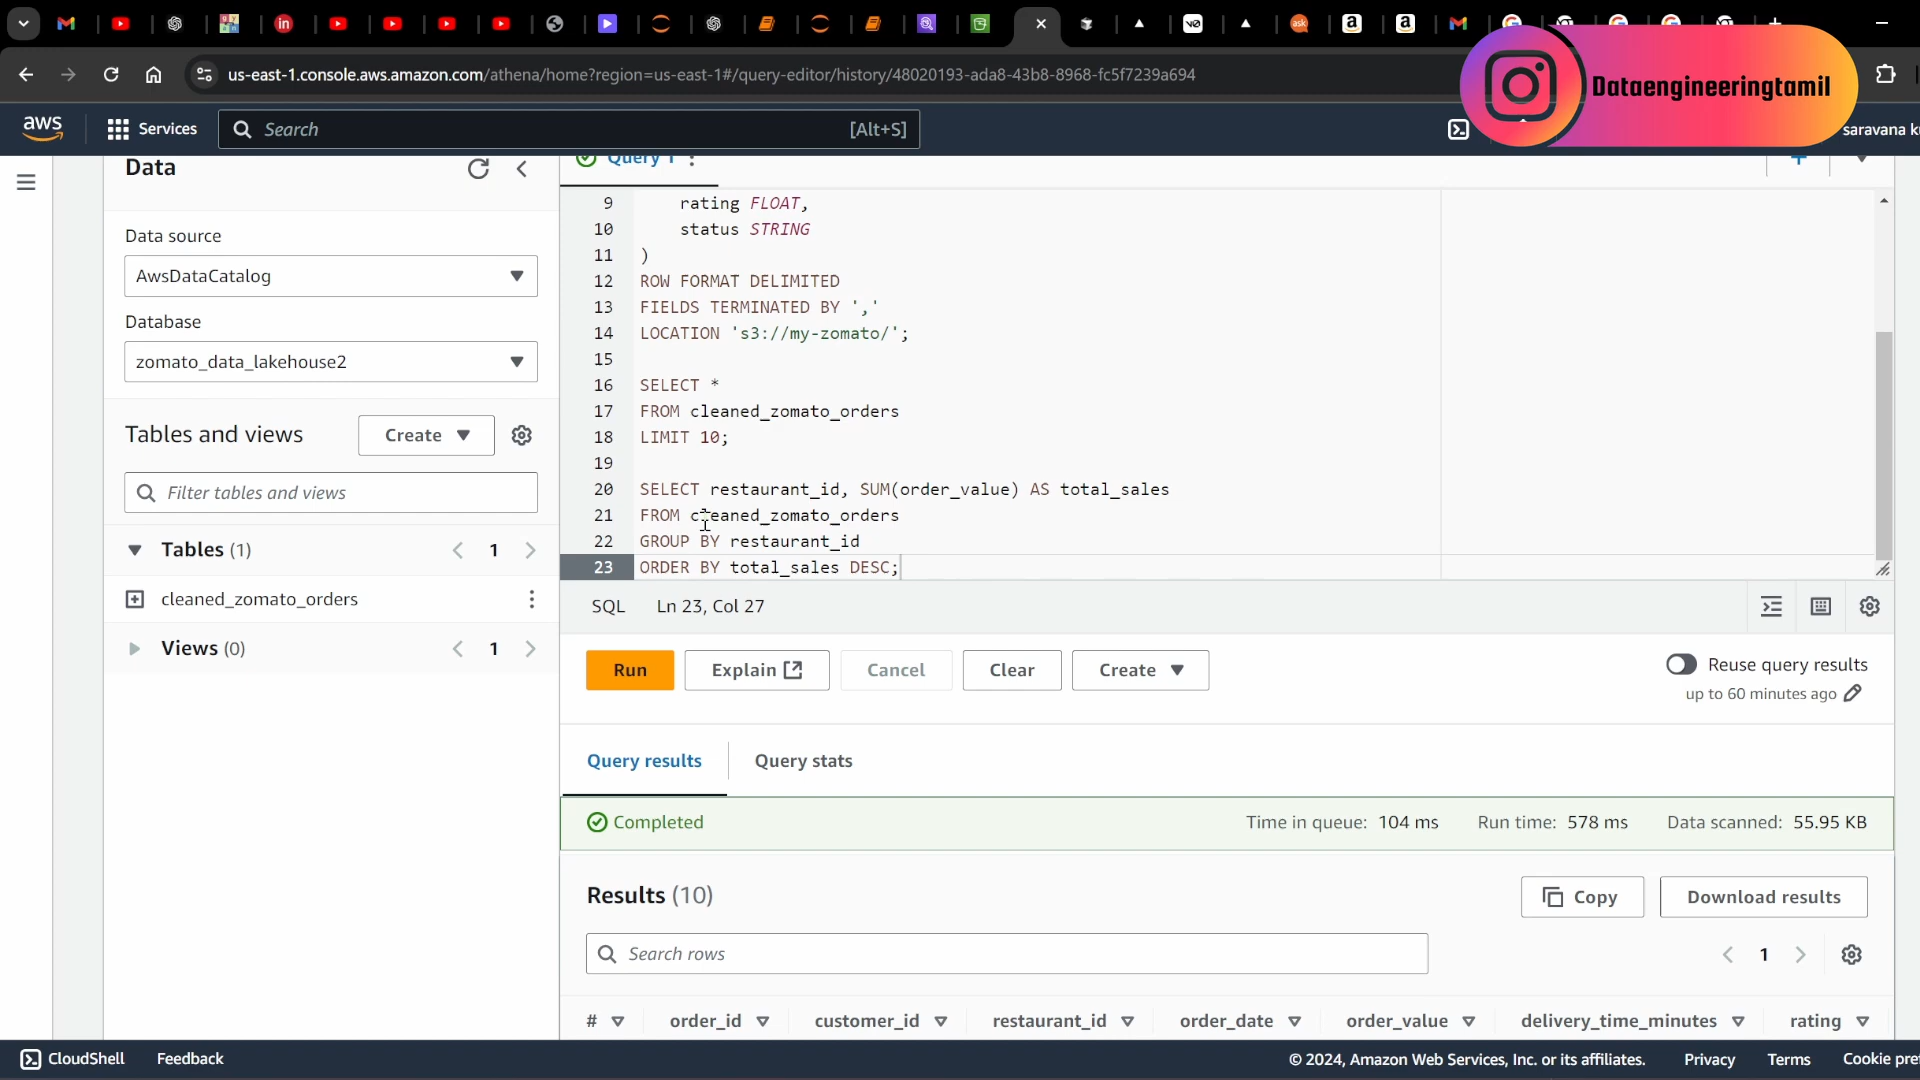 us-east-1.console.aws.amazon.com/athena/home?region=us-east-1#/query-editor/history/48020193-ada8-43b8-8968-fc5f7239a694
Dataengineeringtamil
aws
Services
Search
[Alt+S]
saravana k
Data
Query 1
Data source
AwsDataCatalog
Database
zomato_data_lakehouse2
Tables and views
Create
Filter tables and views
Tables (1)
1
cleaned_zomato_orders
Views (0)
1
9 rating FLOAT,
10 status STRING
11 )
12 ROW FORMAT DELIMITED
13 FIELDS TERMINATED BY ','
14 LOCATION 's3://my-zomato/';
15
16 SELECT *
17 FROM cleaned_zomato_orders
18 LIMIT 10;
19
20 SELECT restaurant_id, SUM(order_value) AS total_sales
21 FROM cleaned_zomato_orders
22 GROUP BY restaurant_id
23 ORDER BY total_sales DESC;
SQL Ln 23, Col 27
Run
Explain
Cancel
Clear
Create
Reuse query results
up to 60 minutes ago
Query results
Query stats
Completed
Time in queue: 104 ms
Run time: 578 ms
Data scanned: 55.95 KB
Results (10)
Copy
Download results
Search rows
1
# order_id customer_id restaurant_id order_date order_value delivery_time_minutes rating
CloudShell
Feedback
© 2024, Amazon Web Services, Inc. or its affiliates.
Privacy
Terms
Cookie pre